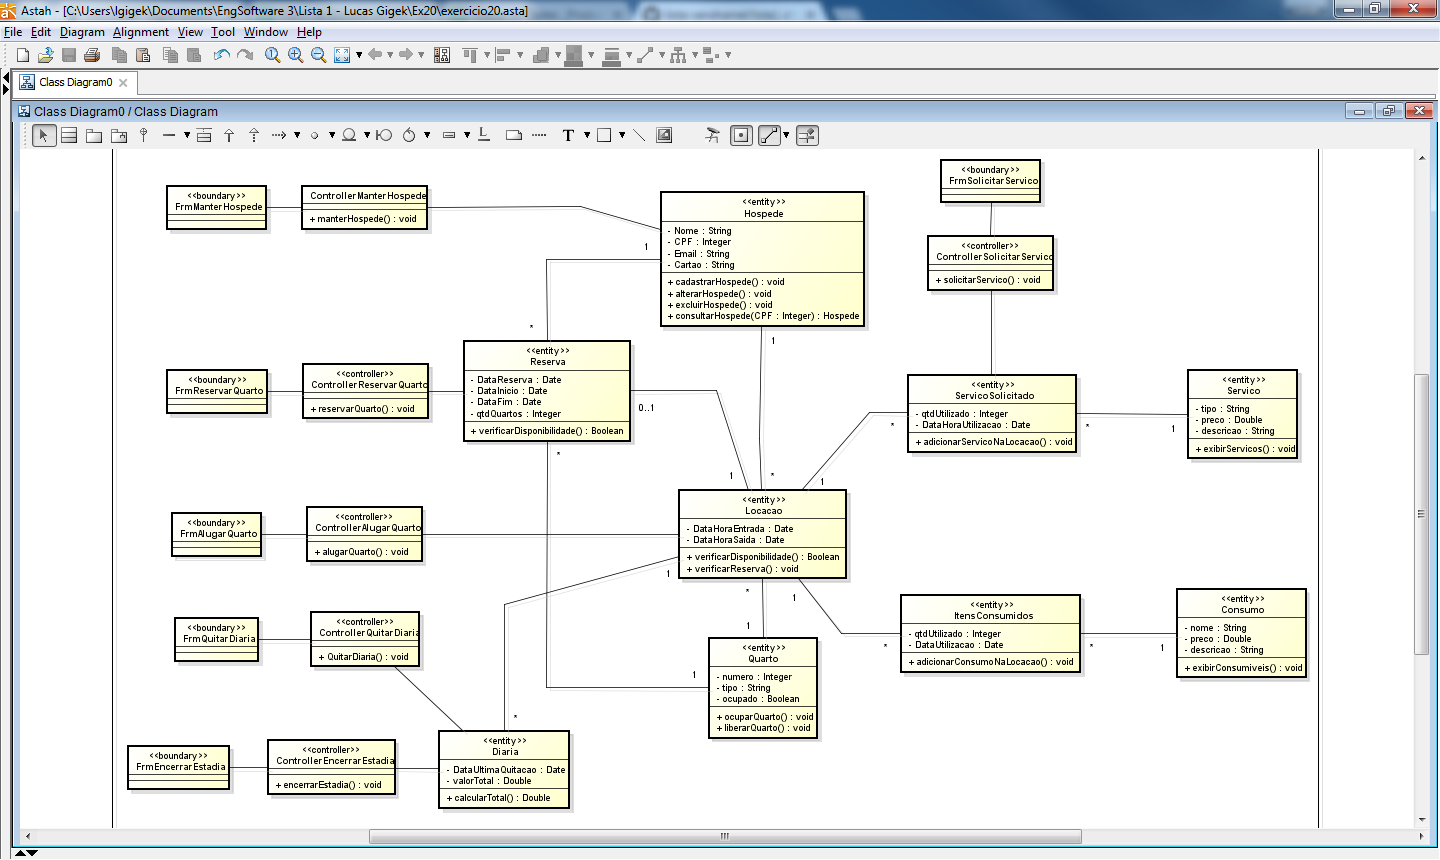 Astah - [C:\Users\lgigek\Documents\EngSoftware 3\Lista 1 - Lucas Gigek\Ex20\exercicio20.asta]
File Edit Diagram Alignment View Tool Window Help
Class Diagram0
Class Diagram0 / Class Diagram
T
<<boundary>>
FrmManterHospede
ControllerManterHospede
+ manterHospede() : void
<<entity>>
Hospede
- Nome : String
- CPF : Integer
- Email : String
- Cartao : String
+ cadastrarHospede() : void
+ alterarHospede() : void
+ excluirHospede() : void
+ consultarHospede(CPF : Integer) : Hospede
<<boundary>>
FrmSolicitarServico
<<controller>>
ControllerSolicitarServico
+ solicitarServico() : void
1
*
1
<<boundary>>
FrmReservarQuarto
<<controller>>
ControllerReservarQuarto
+ reservarQuarto() : void
<<entity>>
Reserva
- DataReserva : Date
- DataInicio : Date
- DataFim : Date
- qtdQuartos : Integer
+ verificarDisponibilidade() : Boolean
0..1
*
1
*
1
<<entity>>
ServicoSolicitado
- qtdUtilizado : Integer
- DataHoraUtilizacao : Date
+ adicionarServicoNaLocacao() : void
*
*
1
<<entity>>
Servico
- tipo : String
- preco : Double
- descricao : String
+ exibirServicos() : void
<<boundary>>
FrmAlugarQuarto
<<controller>>
ControllerAlugarQuarto
+ alugarQuarto() : void
<<entity>>
Locacao
- DataHoraEntrada : Date
- DataHoraSaida : Date
+ verificarDisponibilidade() : Boolean
+ verificarReserva() : void
1
*
1
1
1
*
<<boundary>>
FrmQuitarDiaria
<<controller>>
ControllerQuitarDiaria
+ QuitarDiaria() : void
<<entity>>
Quarto
- numero : Integer
- tipo : String
- ocupado : Boolean
+ ocuparQuarto() : void
+ liberarQuarto() : void
<<entity>>
ItensConsumidos
- qtdUtilizado : Integer
- DataUtilizacao : Date
+ adicionarConsumoNaLocacao() : void
*
*
1
<<entity>>
Consumo
- nome : String
- preco : Double
- descricao : String
+ exibirConsumiveis() : void
<<boundary>>
FrmEncerrarEstadia
<<controller>>
ControllerEncerrarEstadia
+ encerrarEstadia() : void
<<entity>>
Diaria
- DataUltimaQuitacao : Date
- valorTotal : Double
+ calcularTotal() : Double